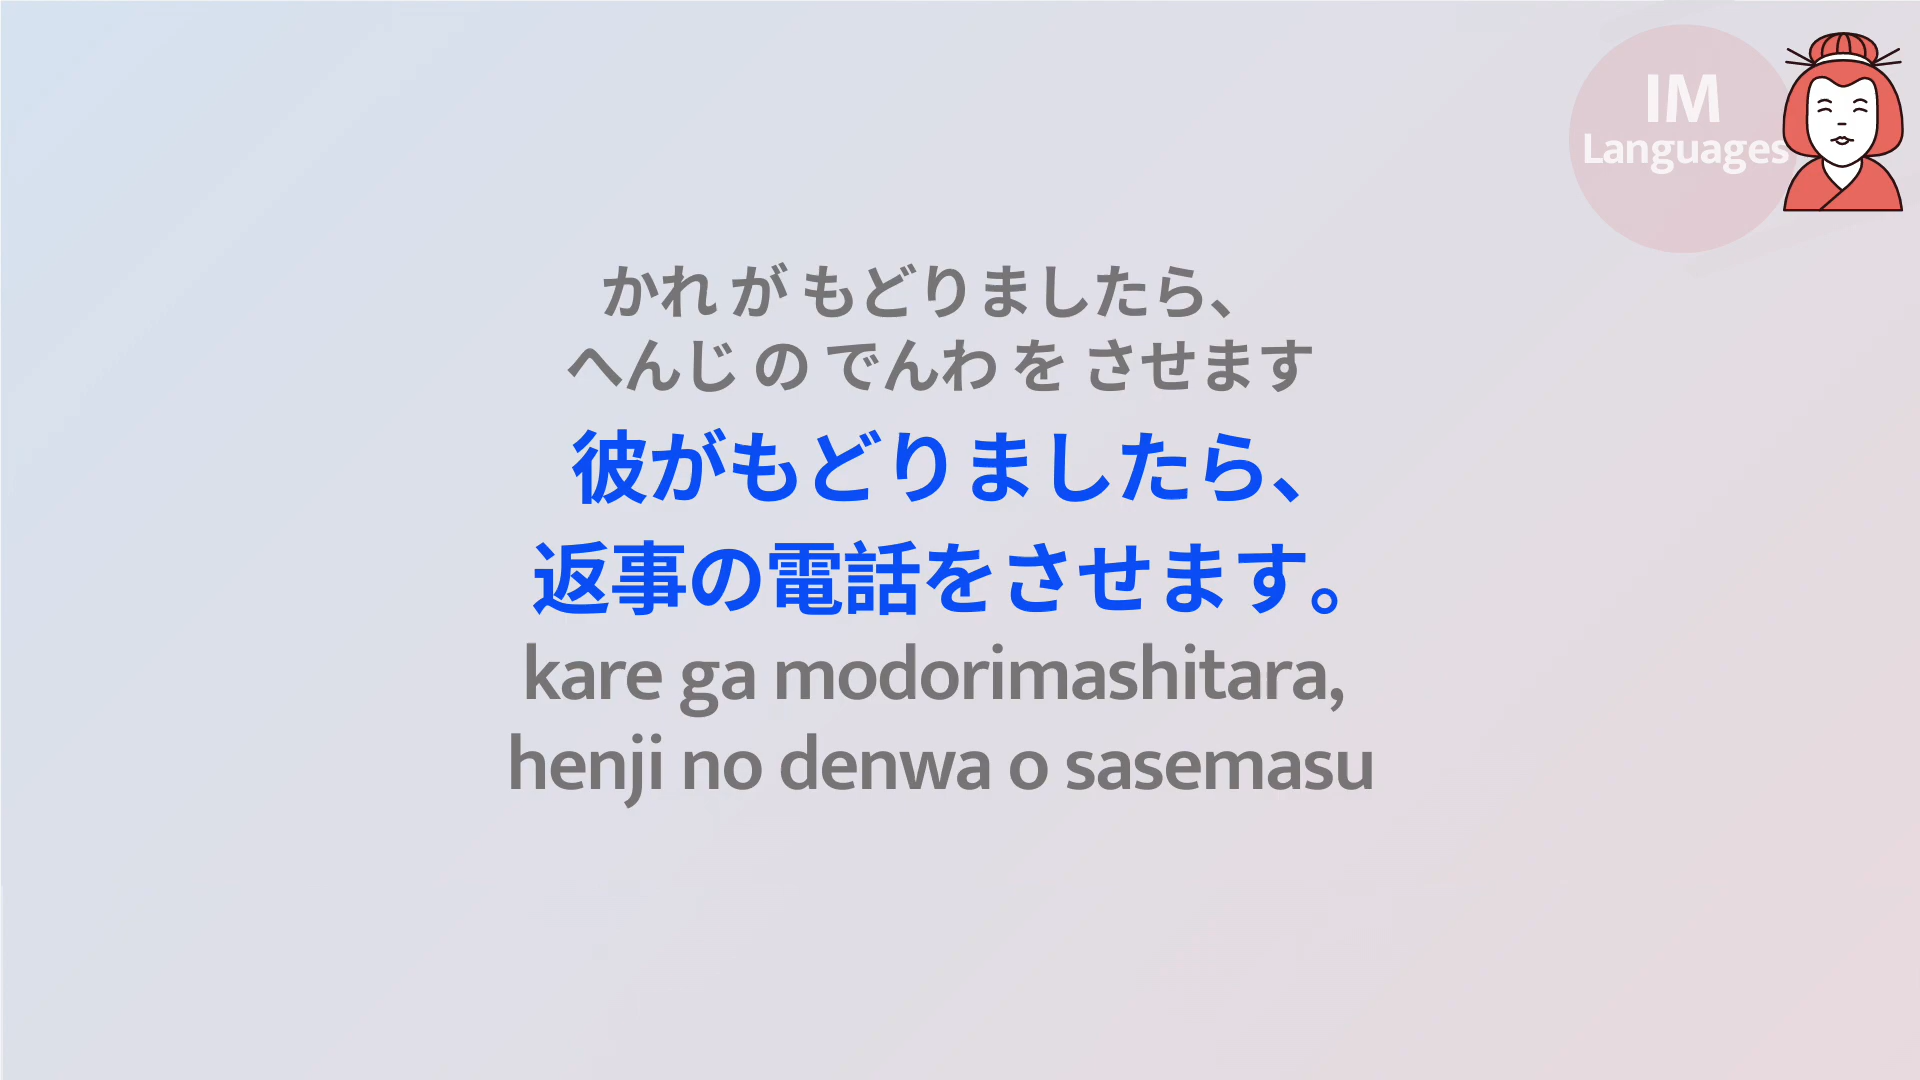 IM
Languages
かれ が もどりましたら、
へんじ の でんわ を させます
彼がもどりましたら、
返事の電話をさせます。
kare ga modorimashitara,
henji no denwa o sasemasu